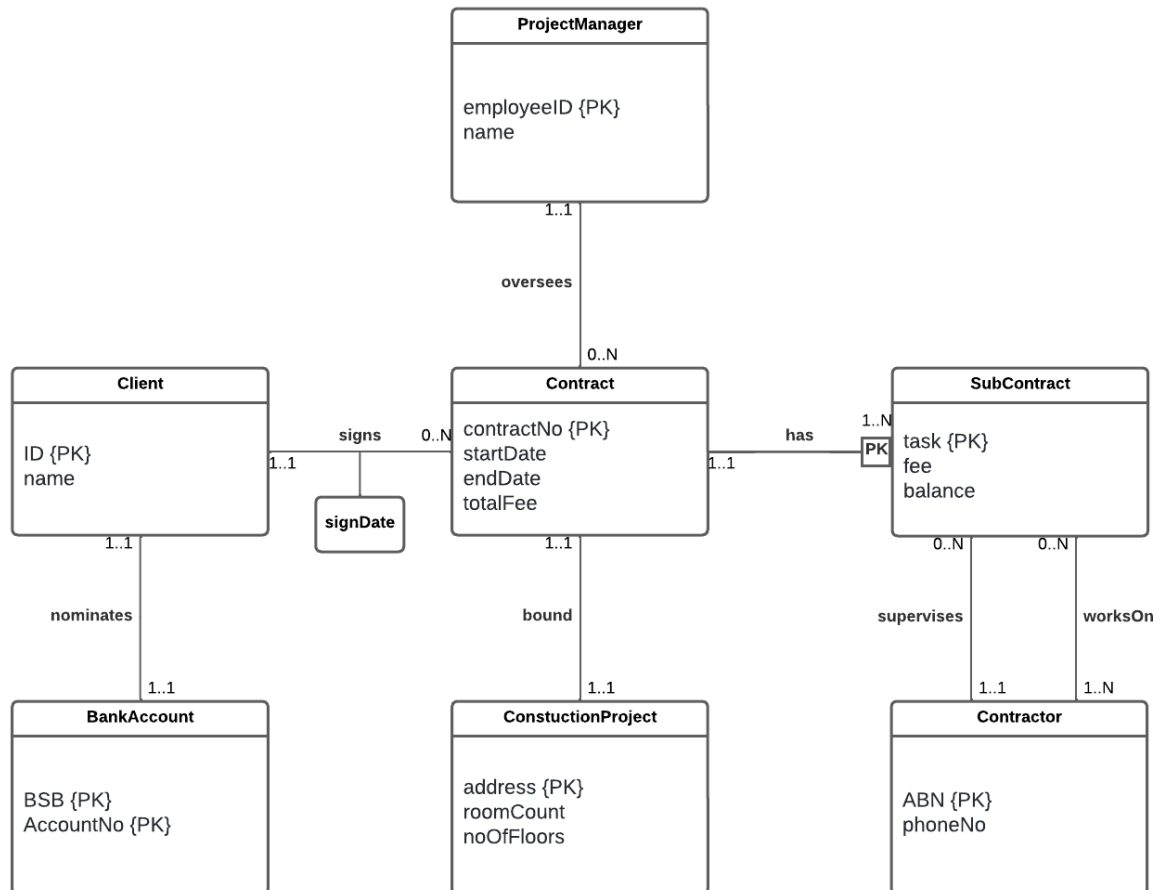 ProjectManager
employeeID {PK}
name
1..1
oversees
0..N
Client
ID {PK}
name
1..1
signs
0..N
signDate
Contract
contractNo {PK}
startDate
endDate
totalFee
1..1
has
1..N
PK
SubContract
task {PK}
fee
balance
1..1
nominates
1..1
1..1
bound
1..1
0..N
supervises
1..1
0..N
worksOn
1..N
BankAccount
BSB {PK}
AccountNo {PK}
ConstuctionProject
address {PK}
roomCount
noOfFloors
Contractor
ABN {PK}
phoneNo